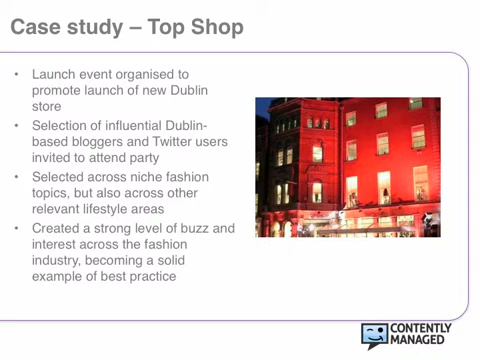 Case study – Top Shop
• Launch event organised to
promote launch of new Dublin
store
• Selection of influential Dublin-
based bloggers and Twitter users
invited to attend party
• Selected across niche fashion
topics, but also across other
relevant lifestyle areas
• Created a strong level of buzz and
interest across the fashion
industry, becoming a solid
example of best practice
CONTENTLY
MANAGED